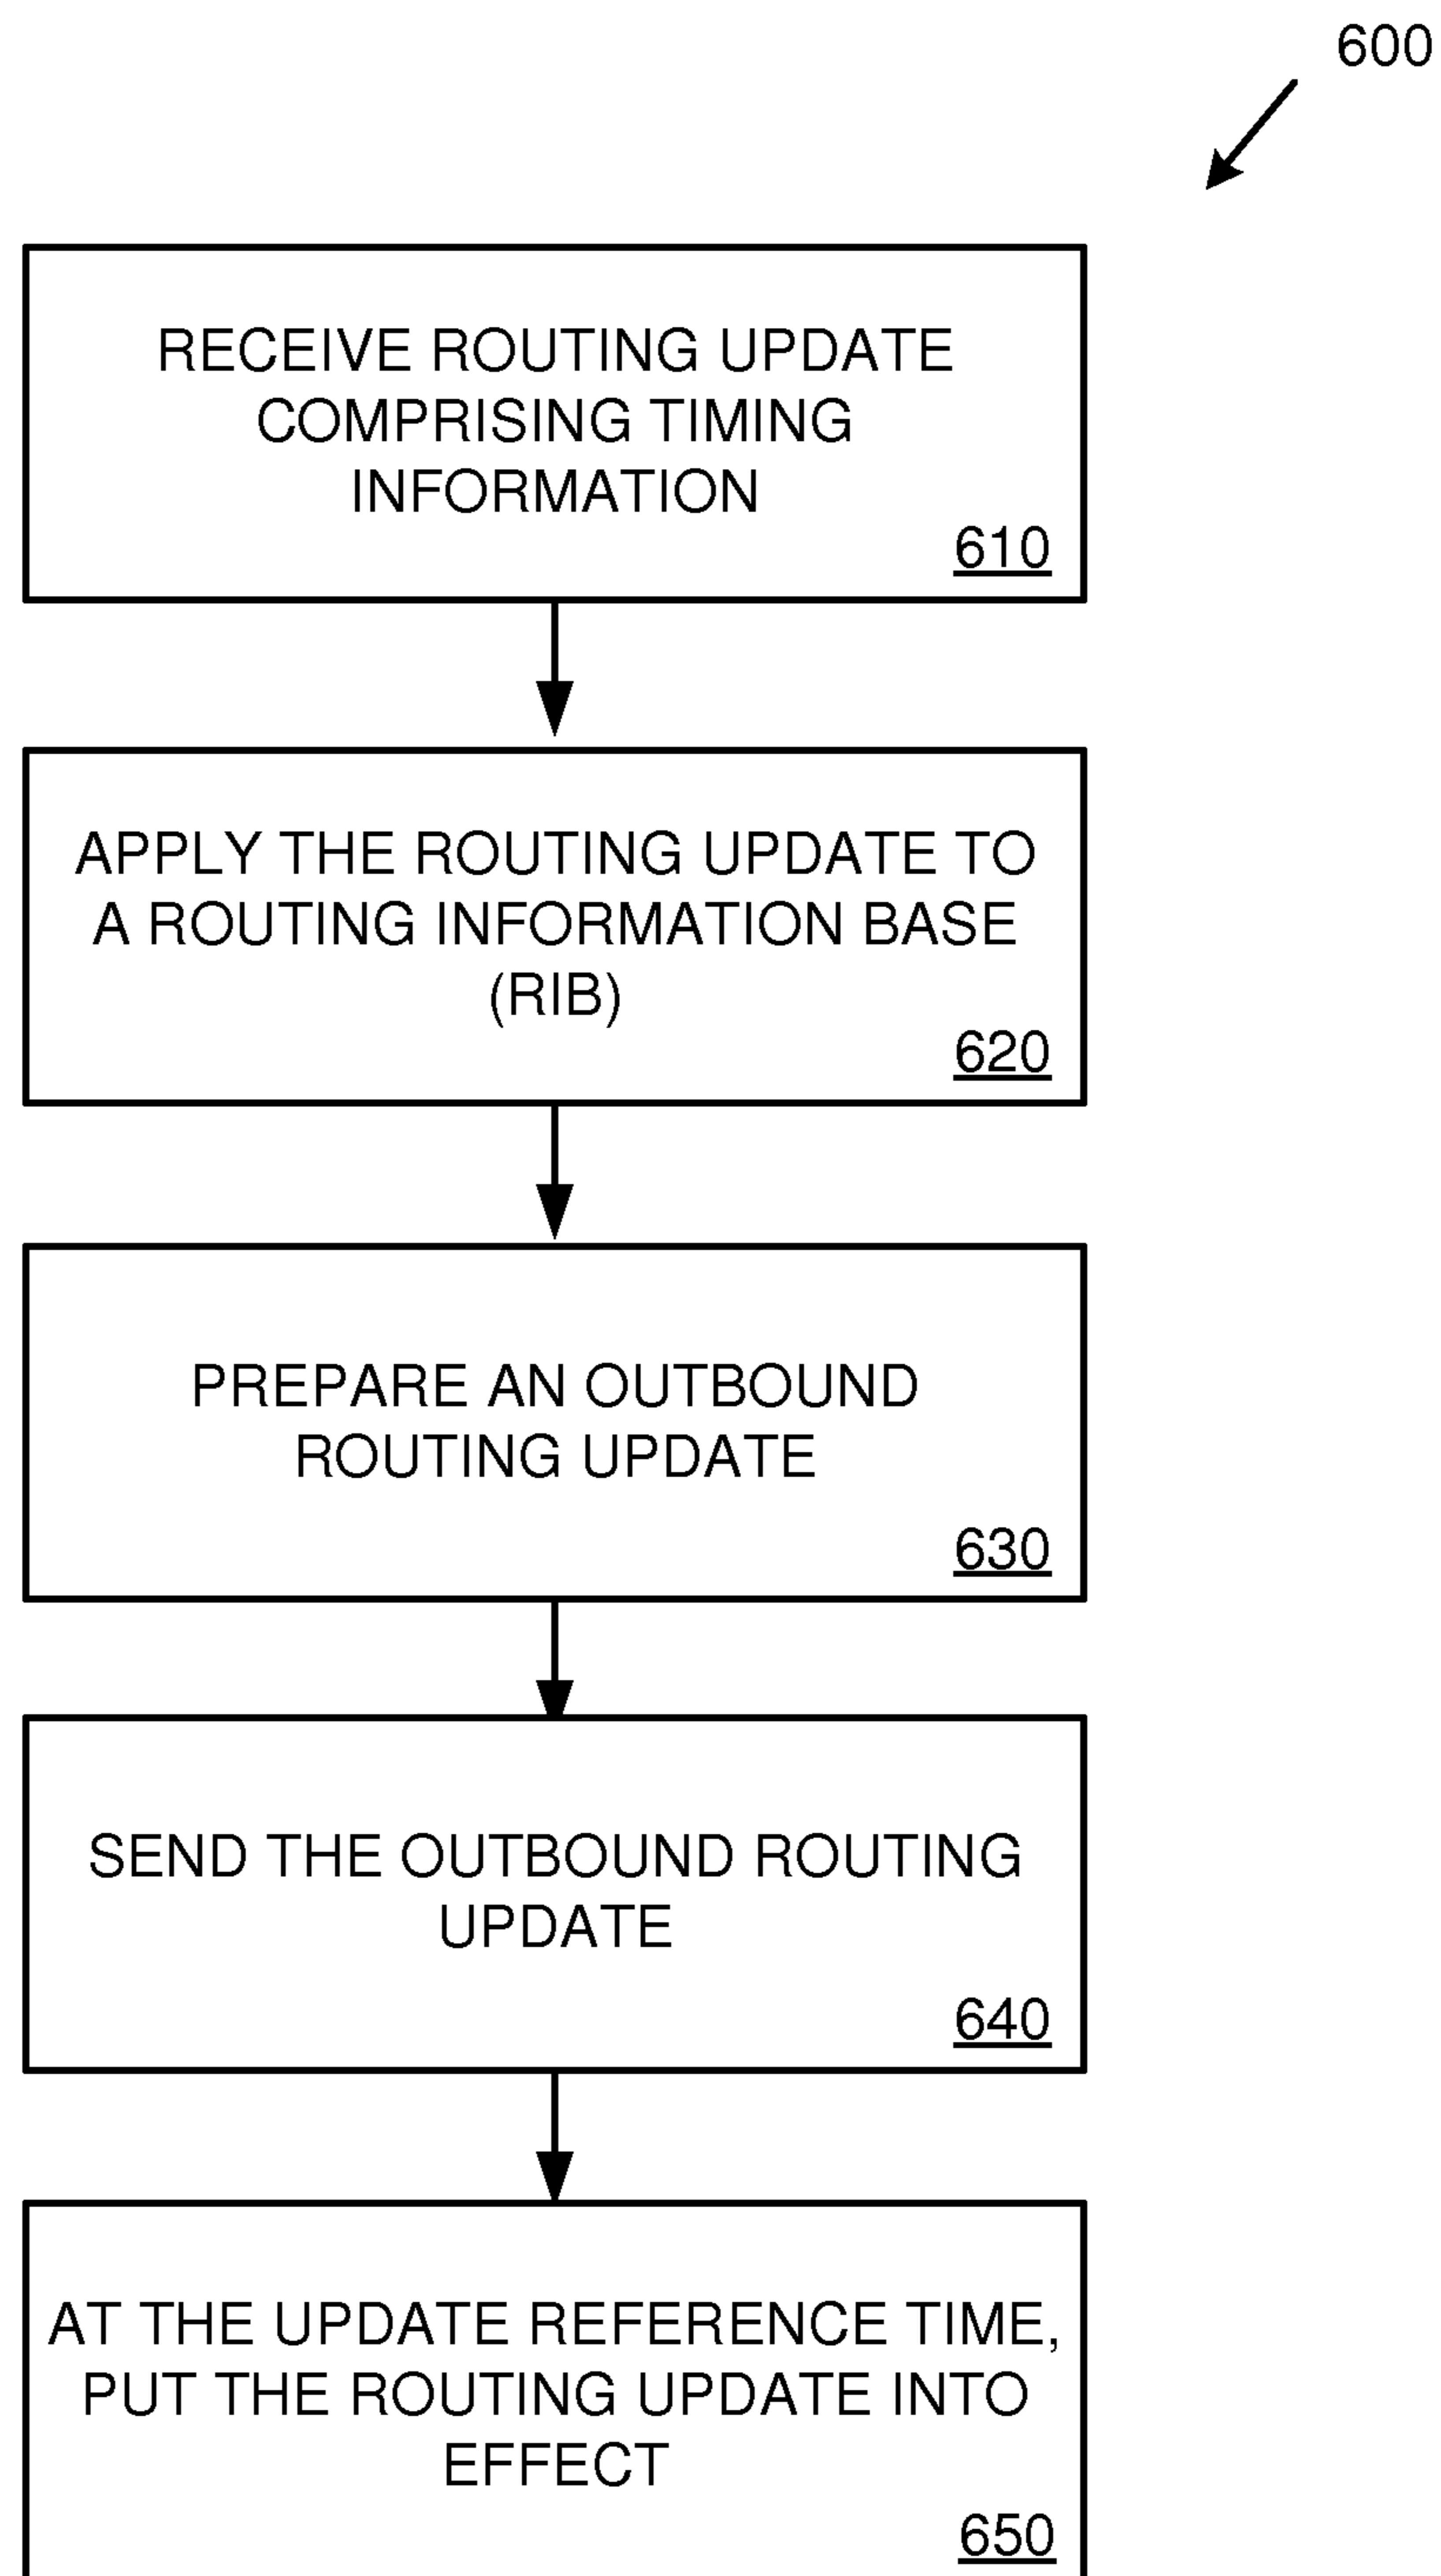 600
RECEIVE ROUTING UPDATE
COMPRISING TIMING
INFORMATION
610
APPLY THE ROUTING UPDATE TO
A ROUTING INFORMATION BASE
(RIB)
620
PREPARE AN OUTBOUND
ROUTING UPDATE
630
SEND THE OUTBOUND ROUTING
UPDATE
640
AT THE UPDATE REFERENCE TIME,
PUT THE ROUTING UPDATE INTO
EFFECT
650